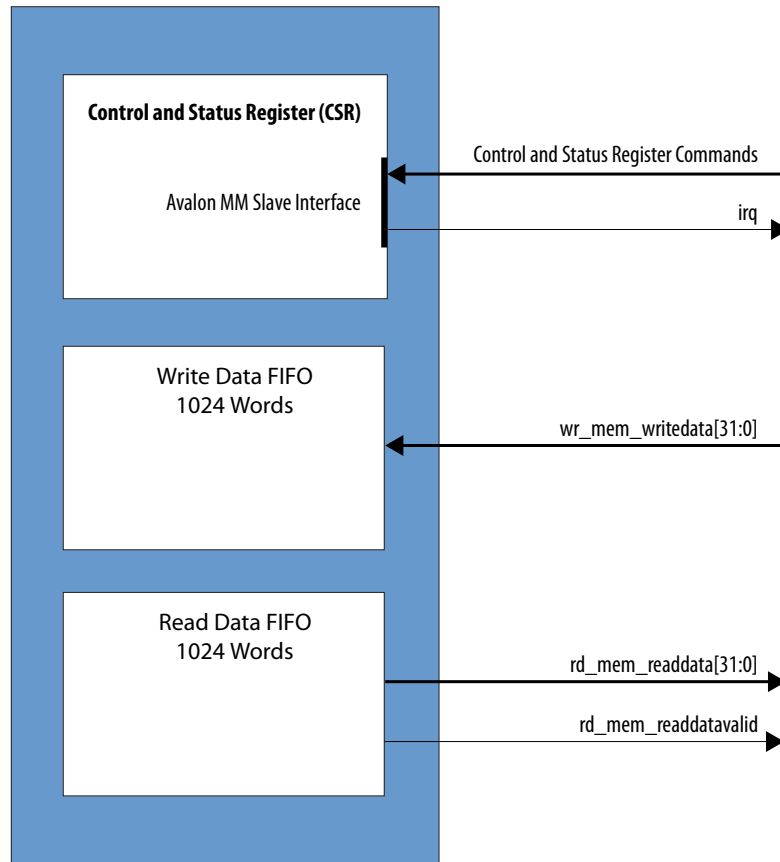 Control and Status Register (CSR)
Control and Status Register Commands
Avalon MM Slave Interface
irq
Write Data FIFO
1024 Words
wr_mem_writedata[31:0]
Read Data FIFO
1024 Words
rd_mem_readdata[31:0]
rd_mem_readdatavalid